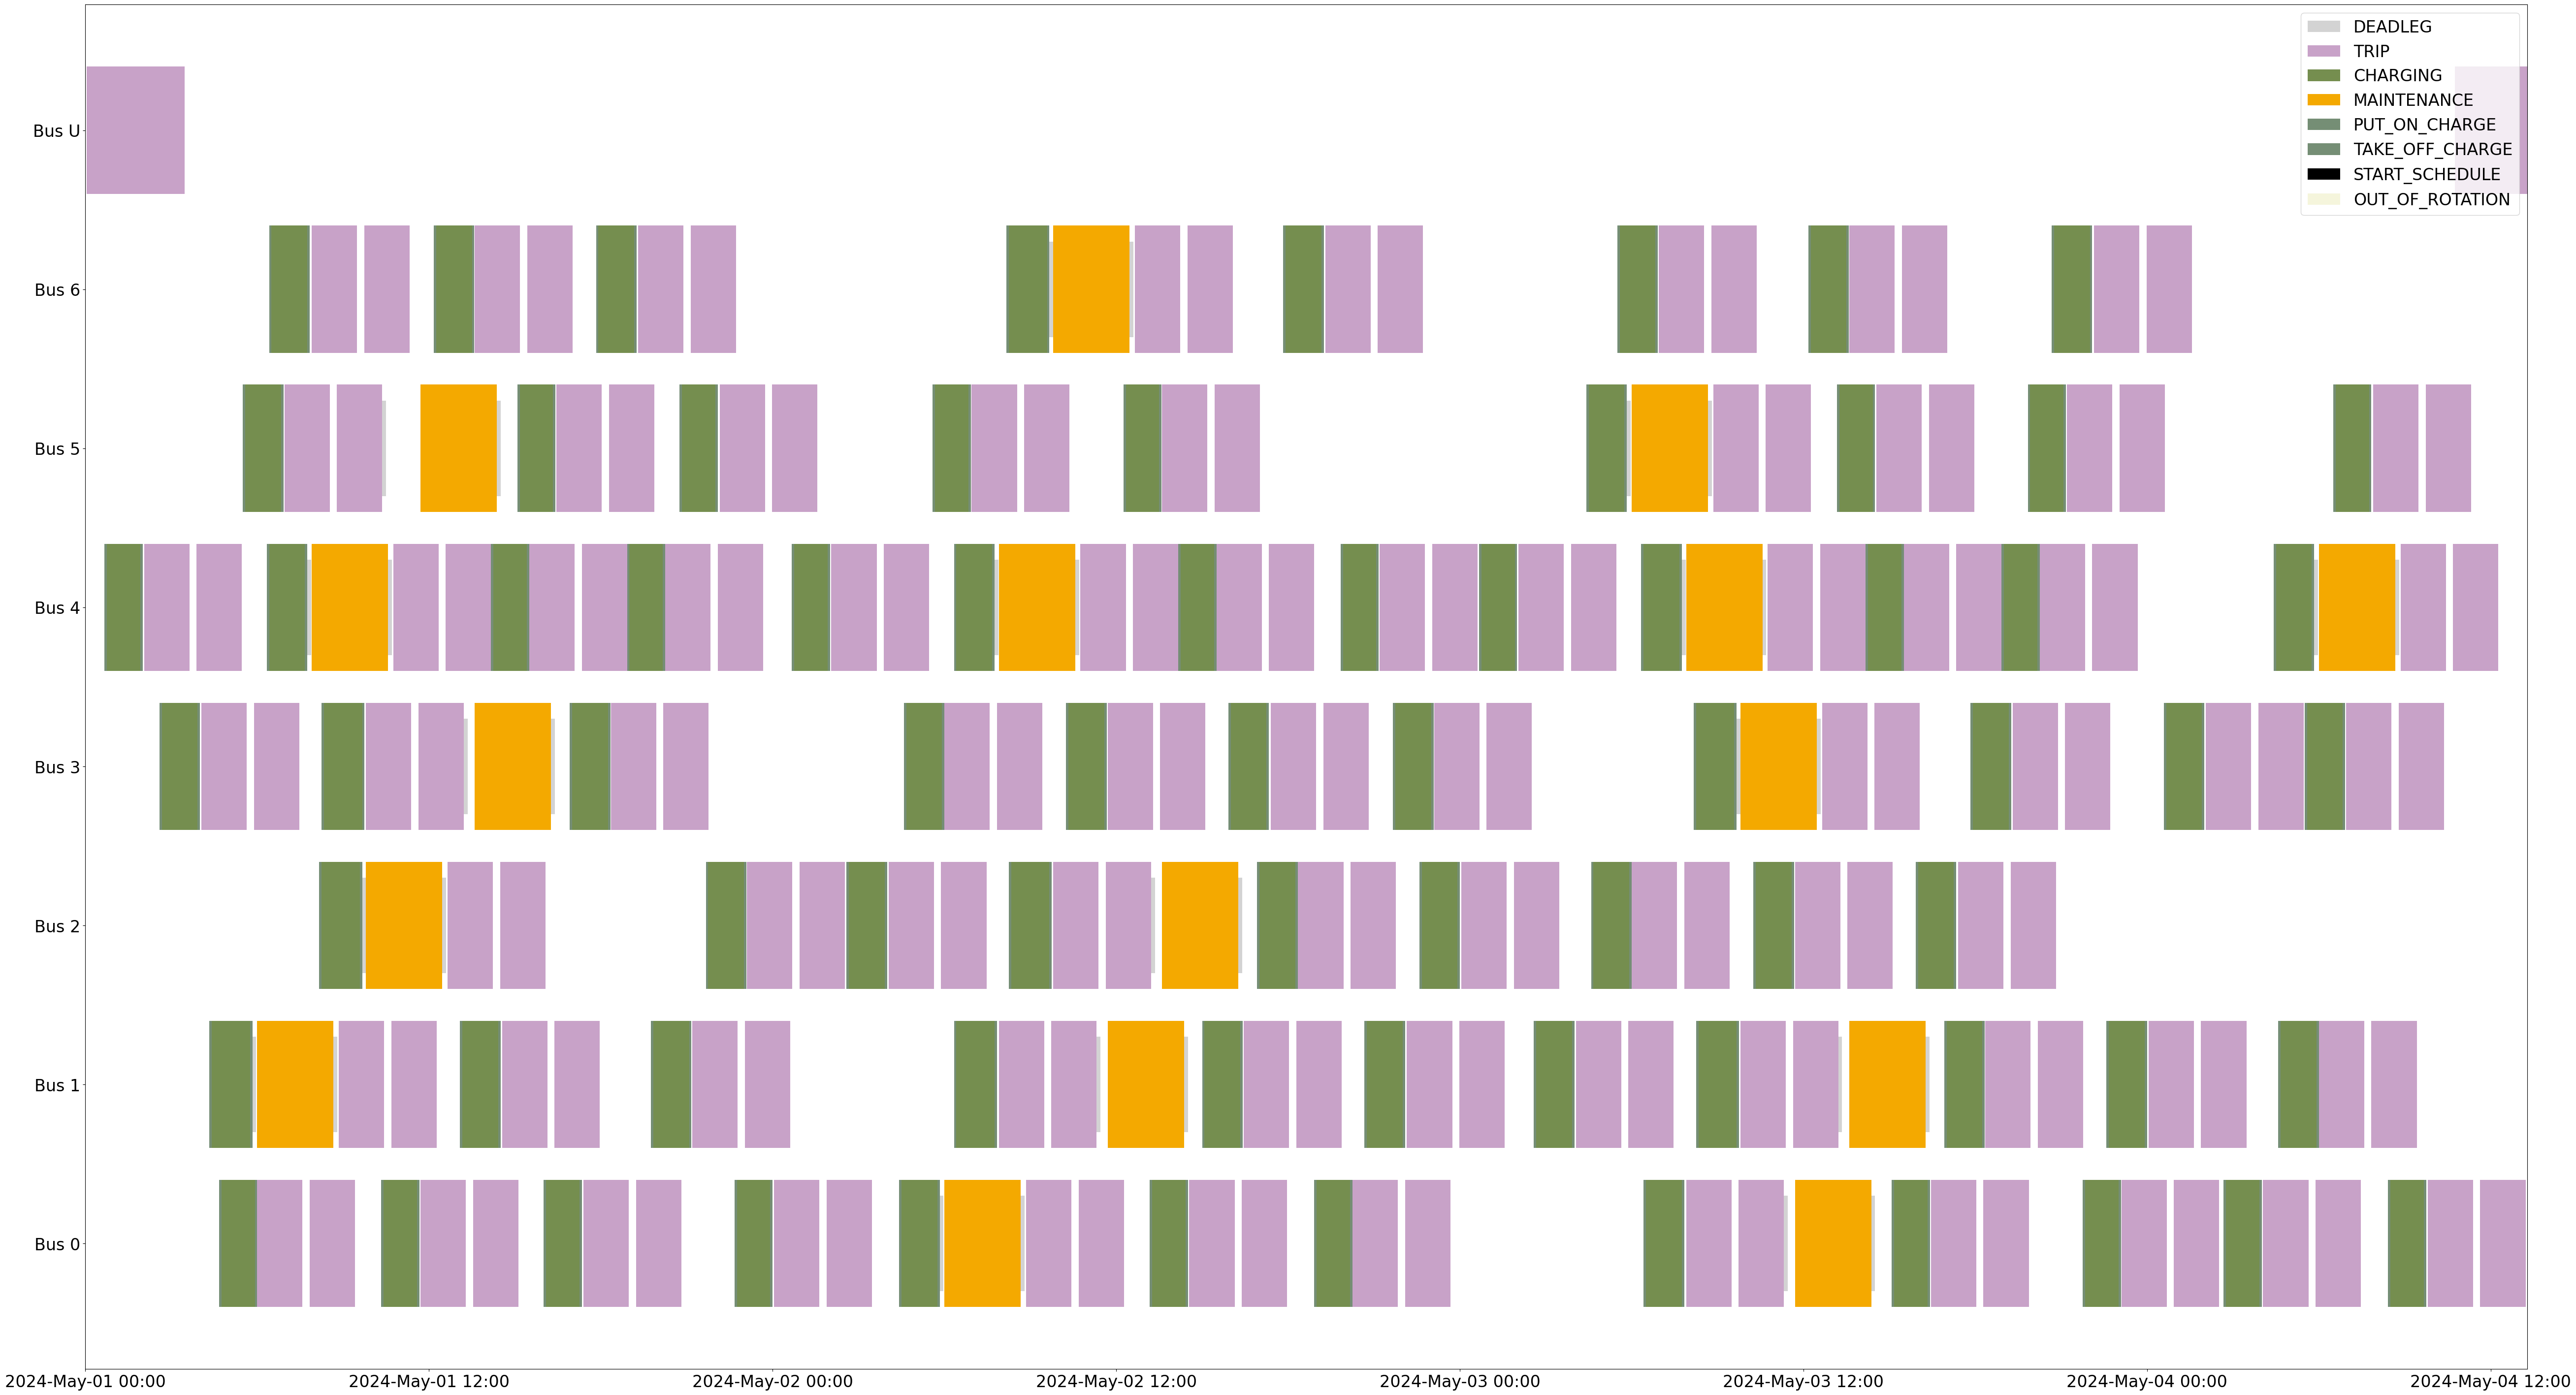 DEADLEG
TRIP
CHARGING
MAINTENANCE
PUT_ON_CHARGE
TAKE_OFF_CHARGE
START_SCHEDULE
OUT_OF_ROTATION
Bus U
Bus 6
Bus 5
Bus 4
Bus 3
Bus 2
Bus 1
Bus 0
2024-May-01 00:00
2024-May-01 12:00
2024-May-02 00:00
2024-May-02 12:00
2024-May-03 00:00
2024-May-03 12:00
2024-May-04 00:00
2024-May-04 12:00